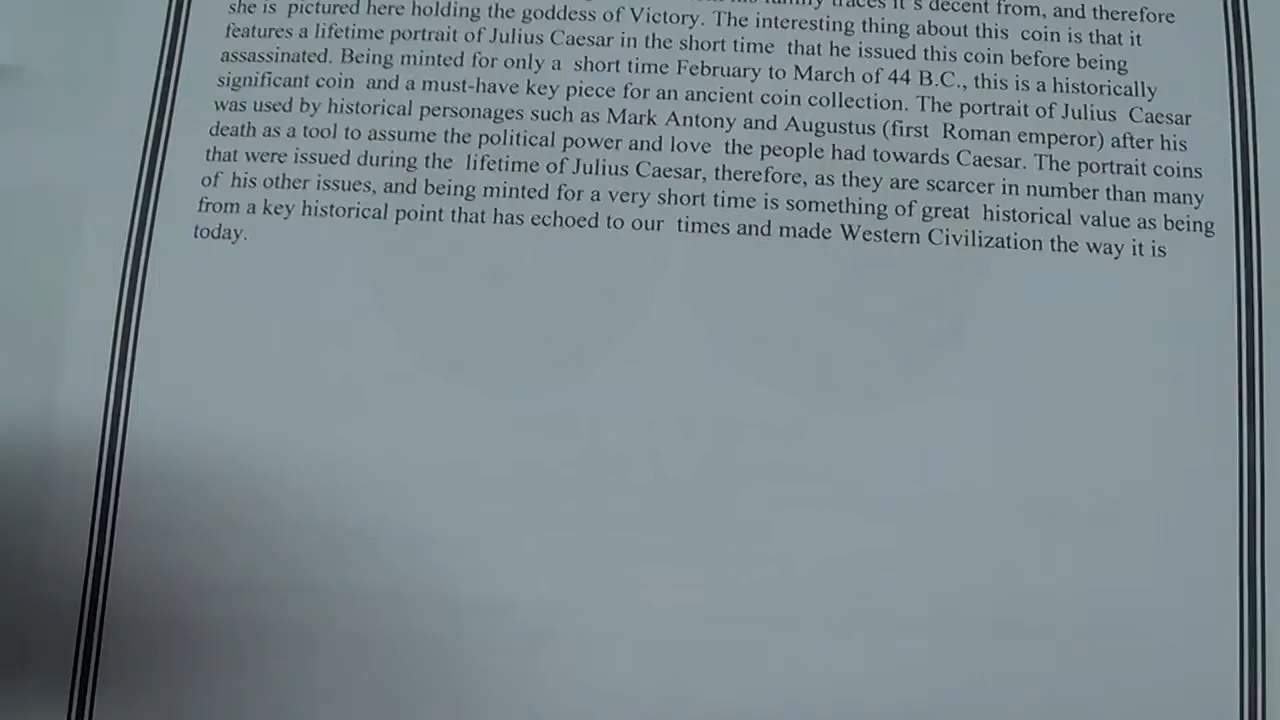 family traces it's decent from, and therefore
she is pictured here holding the goddess of Victory. The interesting thing about this coin is that it
features a lifetime portrait of Julius Caesar in the short time that he issued this coin before being
assassinated. Being minted for only a short time February to March of 44 B.C., this is a historically
significant coin and a must-have key piece for an ancient coin collection. The portrait of Julius Caesar
was used by historical personages such as Mark Antony and Augustus (first Roman emperor) after his
death as a tool to assume the political power and love the people had towards Caesar. The portrait coins
that were issued during the lifetime of Julius Caesar, therefore, as they are scarcer in number than many
of his other issues, and being minted for a very short time is something of great historical value as being
from a key historical point that has echoed to our times and made Western Civilization the way it is
today.